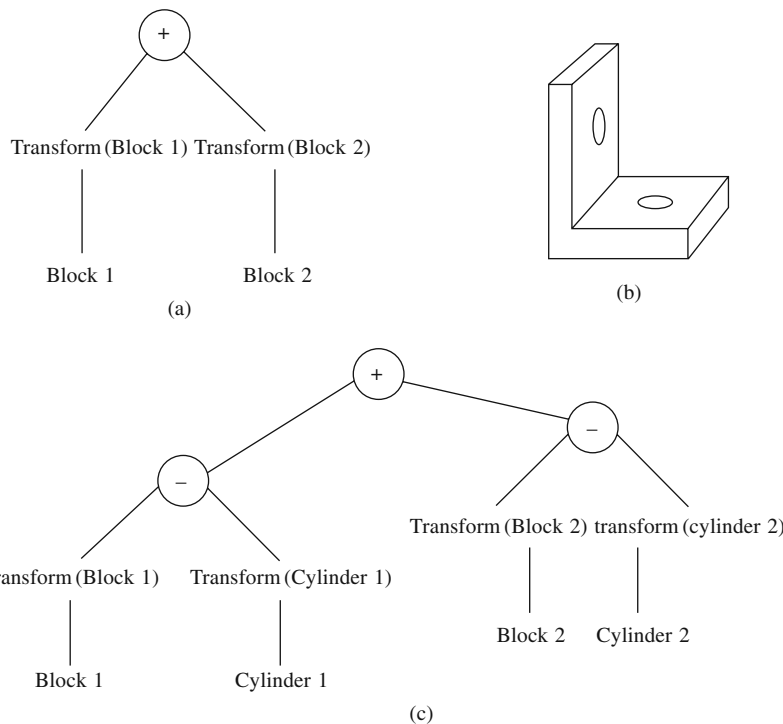 +
Transform (Block 1) Transform (Block 2)
Block 1 Block 2
(a)
(b)
+
–
–
Transform (Block 2) transform (cylinder 2)
ransform (Block 1) Transform (Cylinder 1)
Block 2 Cylinder 2
Block 1 Cylinder 1
(c)